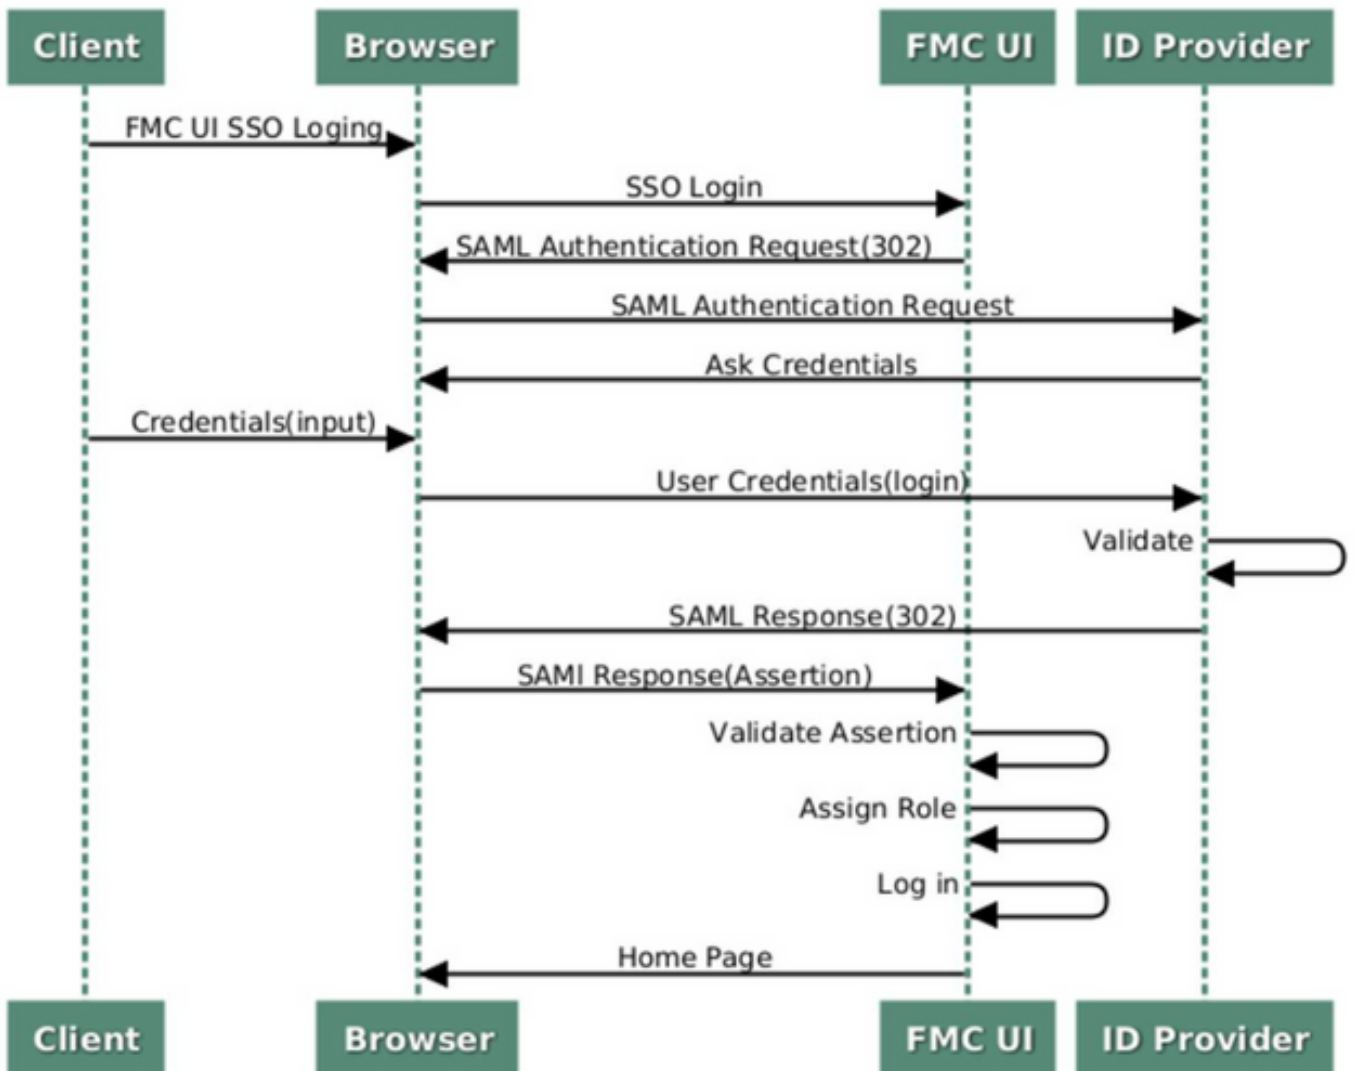 Client Browser FMC UI ID Provider
FMC UI SSO Loging
SSO Login
SAML Authentication Request(302)
SAML Authentication Request
Ask Credentials
Credentials(input)
User Credentials(login)
Validate
SAML Response(302)
SAMl Response(Assertion)
Validate Assertion
Assign Role
Log in
Home Page
Client Browser FMC UI ID Provider